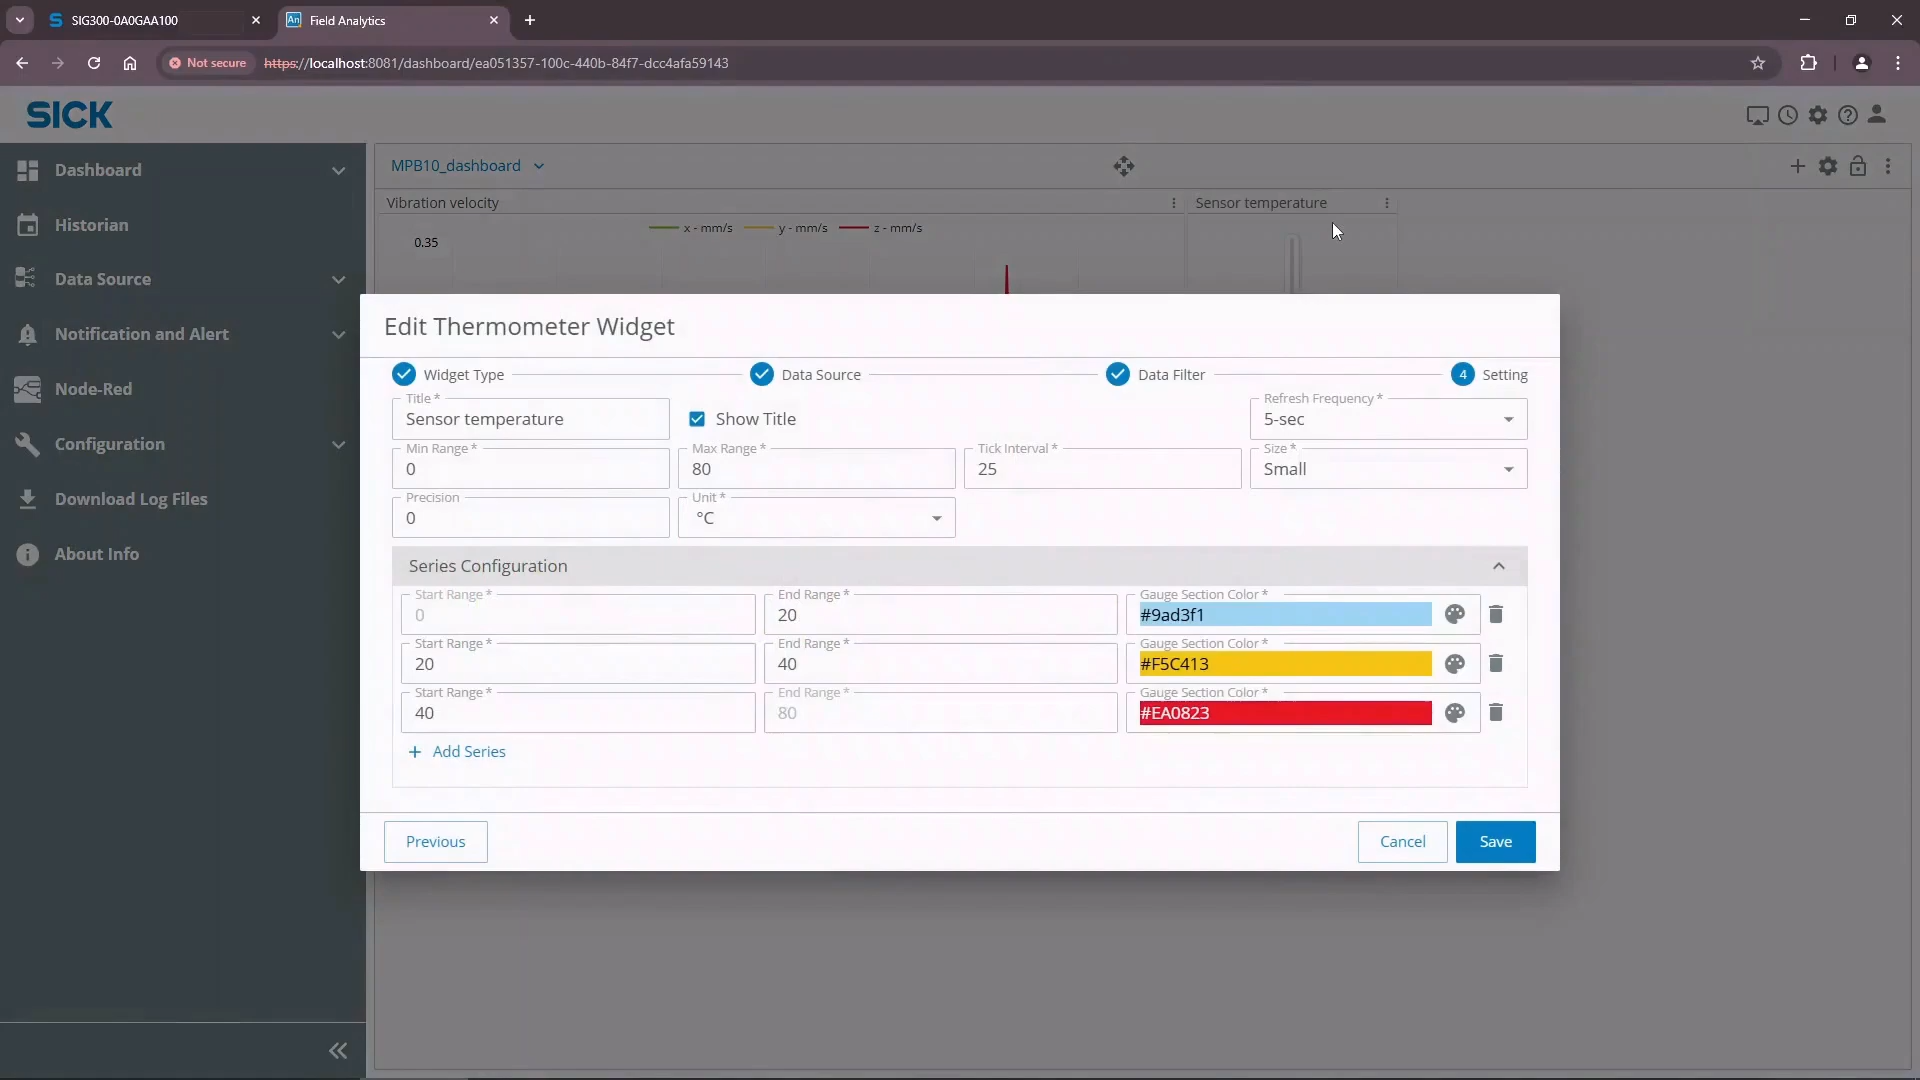 SIG300-0A0GAA100
An Field Analytics
Not secure https://localhost:8081/dashboard/ea051357-100c-440b-84f7-dcc4afa59143
SICK
Dashboard
Historian
Data Source
Notification and Alert
Node-Red
Configuration
Download Log Files
About Info
MPB10_dashboard
Vibration velocity
Sensor temperature
x - mm/s y - mm/s z - mm/s
0.35
Edit Thermometer Widget
Widget Type Data Source Data Filter 4 Setting
Title * Refresh Frequency *
Sensor temperature Show Title 5-sec
Min Range * Max Range * Tick Interval * Size *
0 80 25 Small
Precision Unit *
0 °C
Series Configuration
Start Range * End Range * Gauge Section Color *
0 20 #9ad3f1
Start Range * End Range * Gauge Section Color *
20 40 #F5C413
Start Range * End Range * Gauge Section Color *
40 80 #EA0823
+ Add Series
Previous Cancel Save